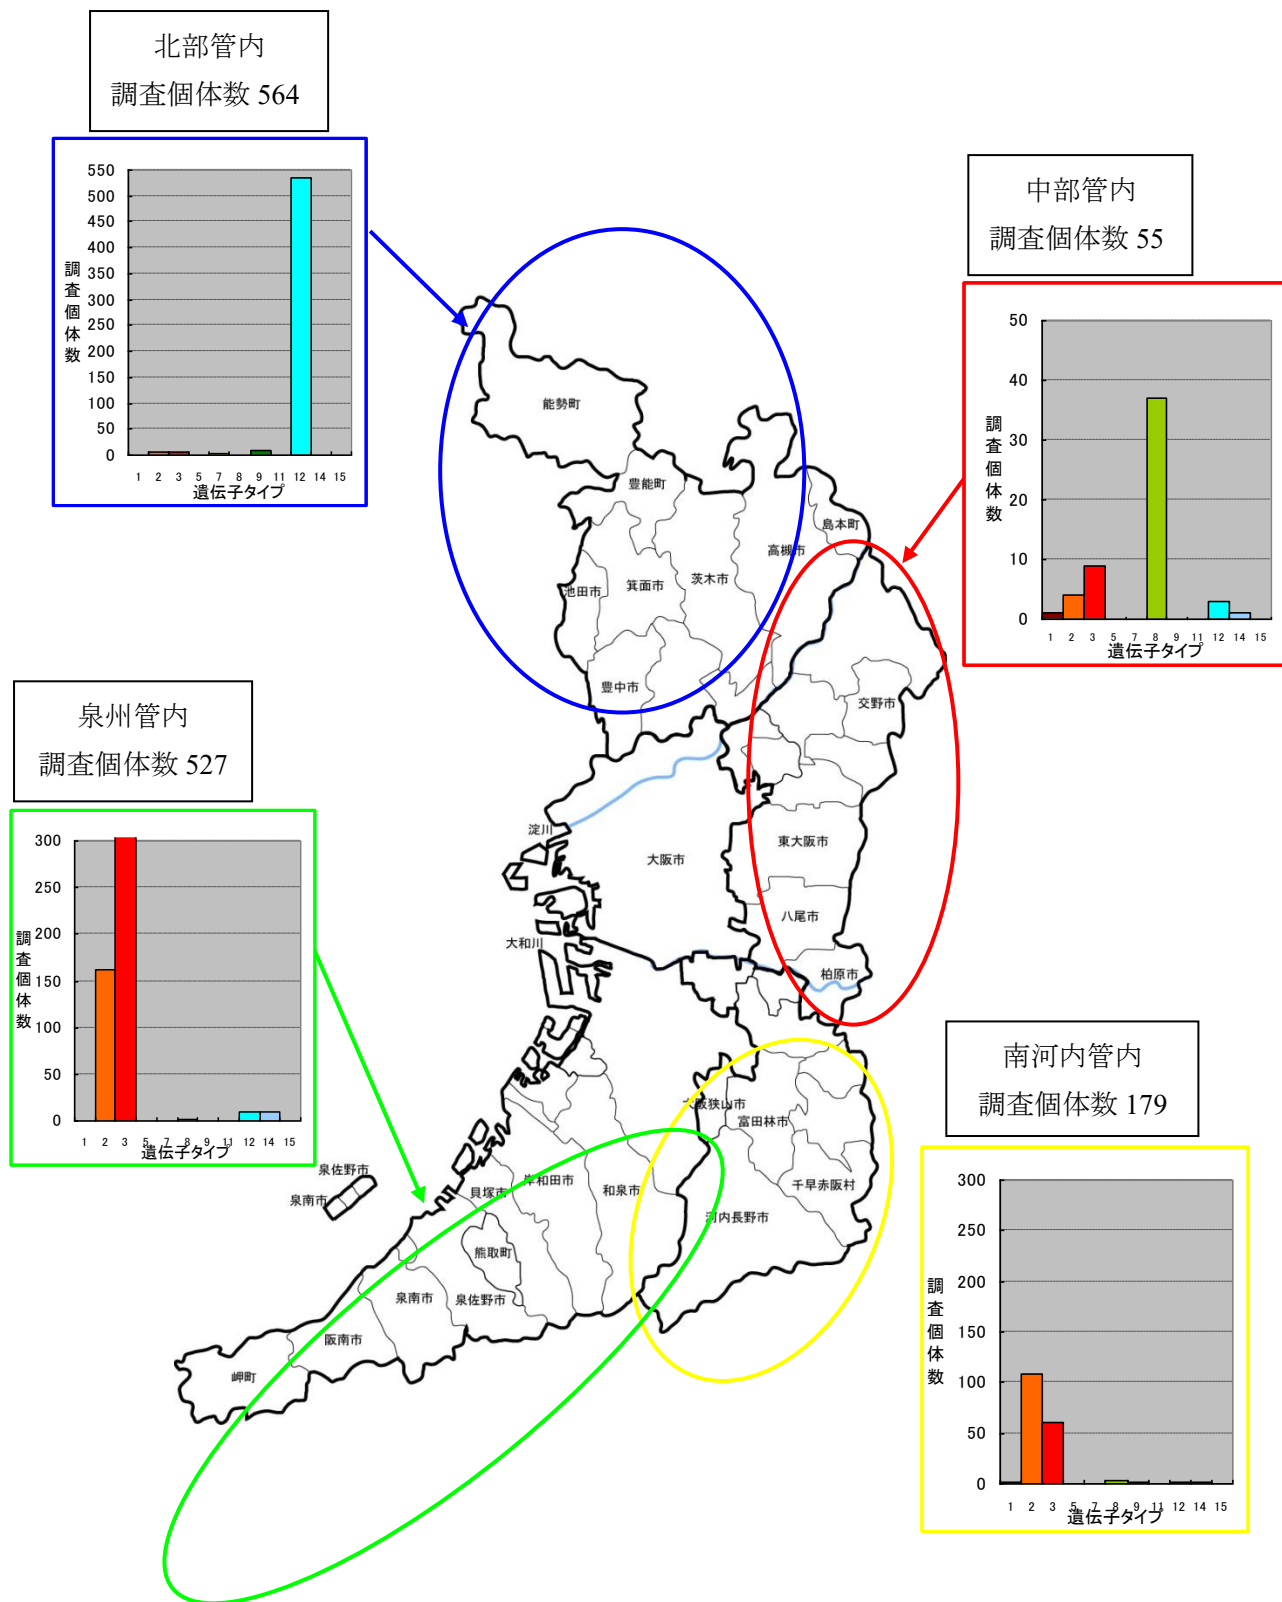 北部管内
調査個体数 564
550
500
450
400
350
300
250
200
150
100
50
0
調査個体数
1 2 3 5 7 8 9 11 12 14 15
遺伝子タイプ
中部管内
調査個体数 55
50
40
30
20
10
0
調査個体数
1 2 3 5 7 8 9 11 12 14 15
遺伝子タイプ
泉州管内
調査個体数 527
300
250
200
150
100
50
0
調査個体数
1 2 3 5 7 8 9 11 12 14 15
遺伝子タイプ
南河内管内
調査個体数 179
300
250
200
150
100
50
0
調査個体数
1 2 3 5 7 8 9 11 12 14 15
遺伝子タイプ
能勢町
豊能町
島本町
高槻市
茨木市
箕面市
池田市
豊中市
交野市
淀川
大阪市
東大阪市
八尾市
大和川
柏原市
大阪狭山市
富田林市
千早赤阪村
河内長野市
泉佐野市
泉南市
貝塚市
岸和田市
和泉市
熊取町
泉南市
泉佐野市
阪南市
岬町